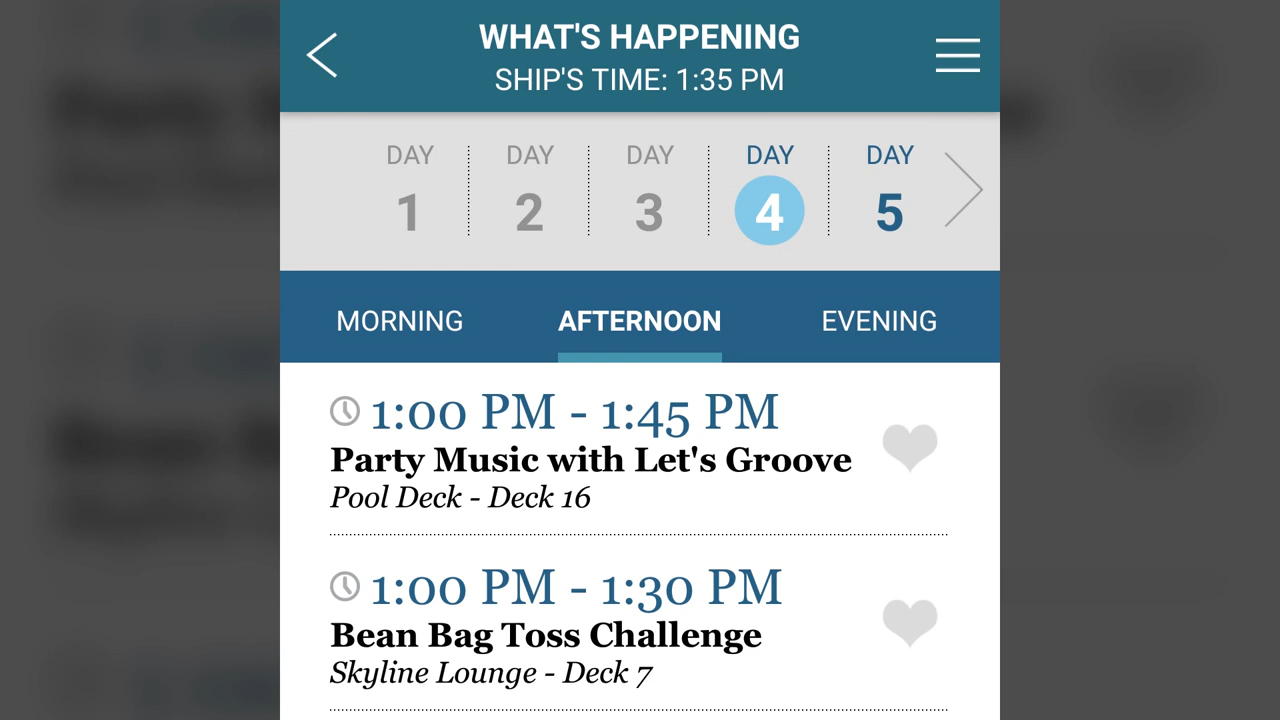 WHAT'S HAPPENING
SHIP'S TIME: 1:35 PM
DAY DAY DAY DAY DAY
1 2 3 4 5
MORNING AFTERNOON EVENING
1:00 PM - 1:45 PM
Party Music with Let's Groove
Pool Deck - Deck 16
1:00 PM - 1:30 PM
Bean Bag Toss Challenge
Skyline Lounge - Deck 7